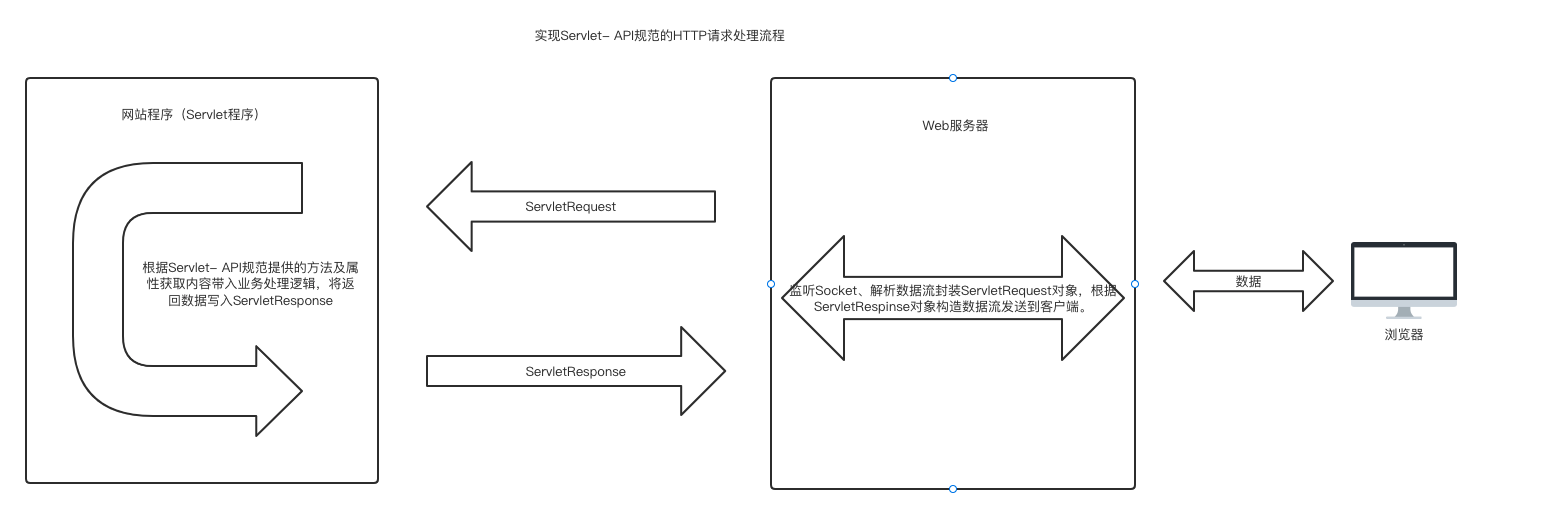 实现Servlet- API规范的HTTP请求处理流程
网站程序（Servlet程序）
根据Servlet- API规范提供的方法及属
性获取内容带入业务处理逻辑，将返
回数据写入ServletResponse
ServletRequest
ServletResponse
Web服务器
监听Socket、解析数据流封装ServletRequest对象，根据
ServletRespinse对象构造数据流发送到客户端。
数据
浏览器